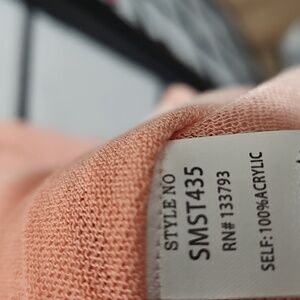 STYLE NO
SMST435
RN# 133793
SELF: 100%ACRYLIC